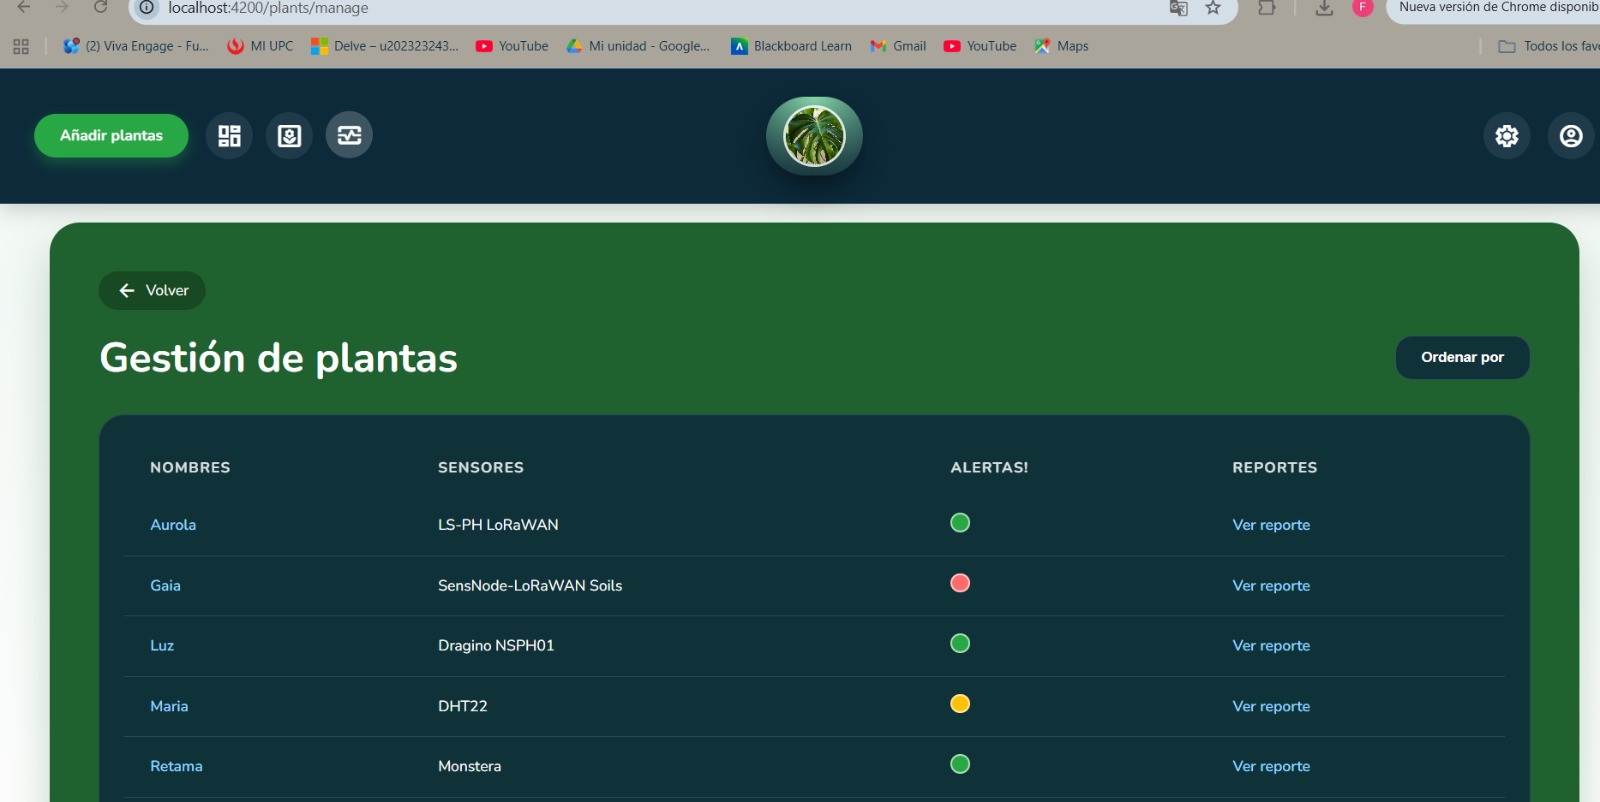 localhost:4200/plants/manage
Nueva versión de Chrome disponib
(2) Viva Engage - Fu...
MI UPC
Delve – u202323243...
YouTube
Mi unidad - Google...
Blackboard Learn
Gmail
YouTube
Maps
Todos los favo
Añadir plantas
Volver
Gestión de plantas
Ordenar por
NOMBRES SENSORES ALERTAS! REPORTES
Aurola LS-PH LoRaWAN Ver reporte
Gaia SensNode-LoRaWAN Soils Ver reporte
Luz Dragino NSPH01 Ver reporte
Maria DHT22 Ver reporte
Retama Monstera Ver reporte